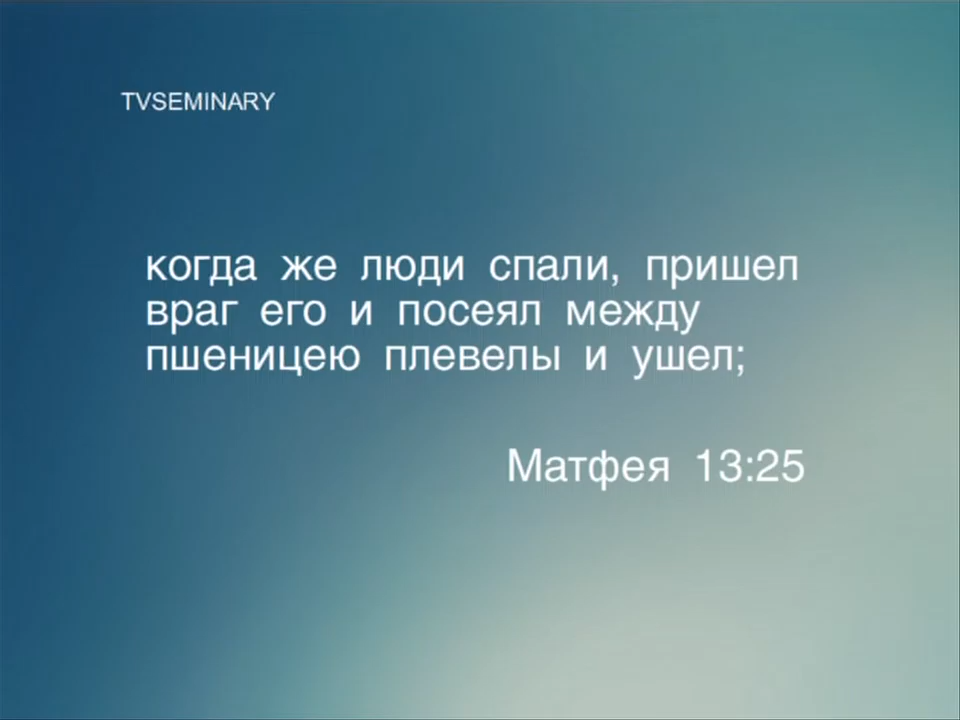 TVSEMINARY
когда же люди спали, пришел
враг его и посеял между
пшеницею плевелы и ушел;
Матфея 13:25